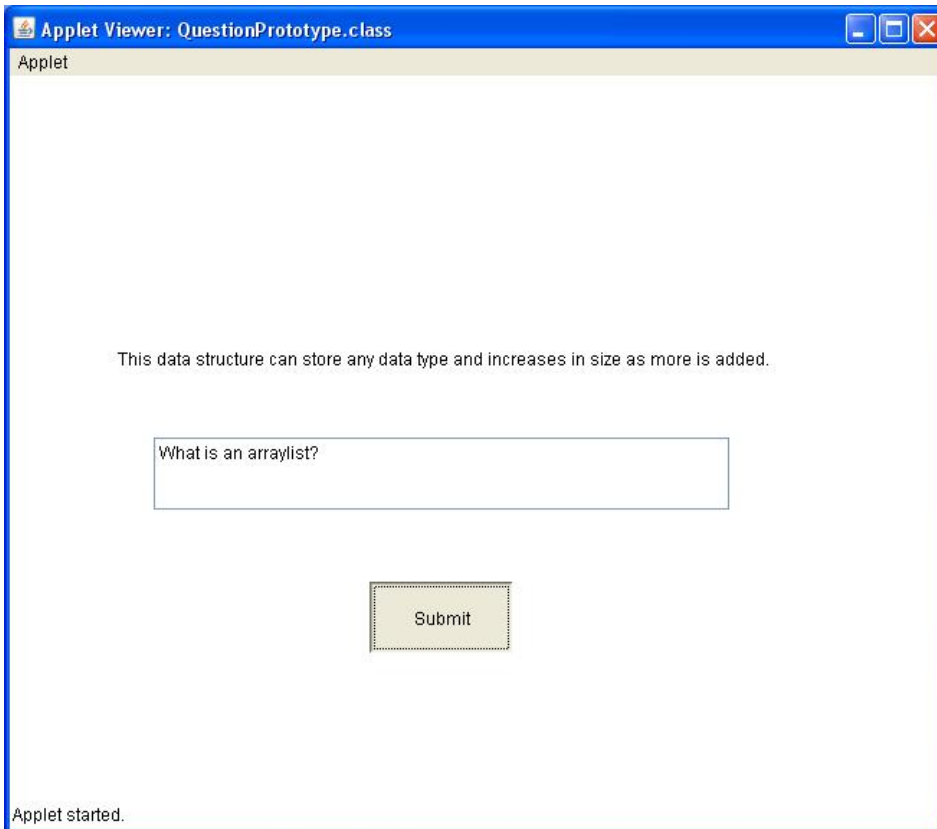 Applet Viewer: QuestionPrototype.class
Applet
This data structure can store any data type and increases in size as more is added.
What is an arraylist?
Submit
Applet started.